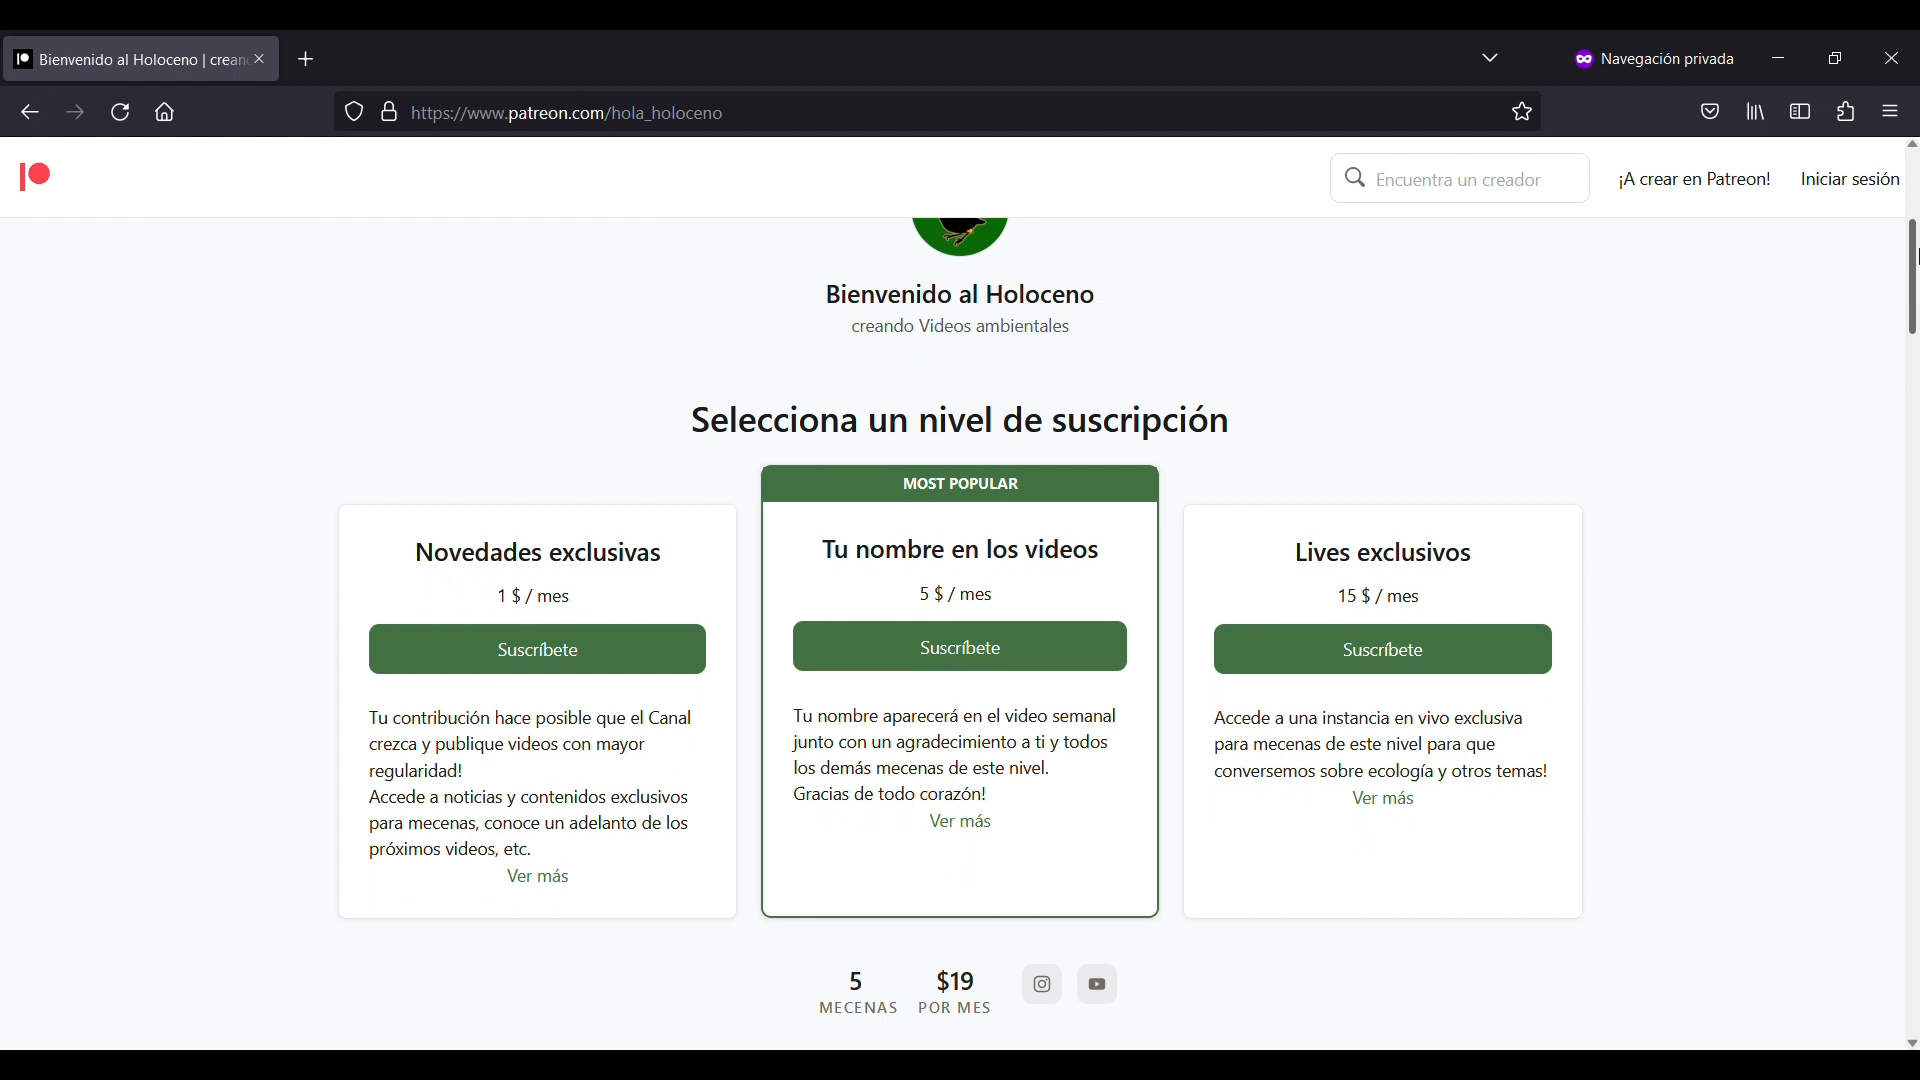 Bienvenido al Holoceno | crean
Navegación privada
https://www.patreon.com/hola_holoceno
Encuentra un creador
¡A crear en Patreon!
Iniciar sesión
Bienvenido al Holoceno
creando Videos ambientales
Selecciona un nivel de suscripción
MOST POPULAR
Novedades exclusivas
1 $ / mes
Suscríbete
Tu contribución hace posible que el Canal
crezca y publique videos con mayor
regularidad!
Accede a noticias y contenidos exclusivos
para mecenas, conoce un adelanto de los
próximos videos, etc.
Ver más
Tu nombre en los videos
5 $ / mes
Suscríbete
Tu nombre aparecerá en el video semanal
junto con un agradecimiento a ti y todos
los demás mecenas de este nivel.
Gracias de todo corazón!
Ver más
Lives exclusivos
15 $ / mes
Suscríbete
Accede a una instancia en vivo exclusiva
para mecenas de este nivel para que
conversemos sobre ecología y otros temas!
Ver más
5
MECENAS
$19
POR MES